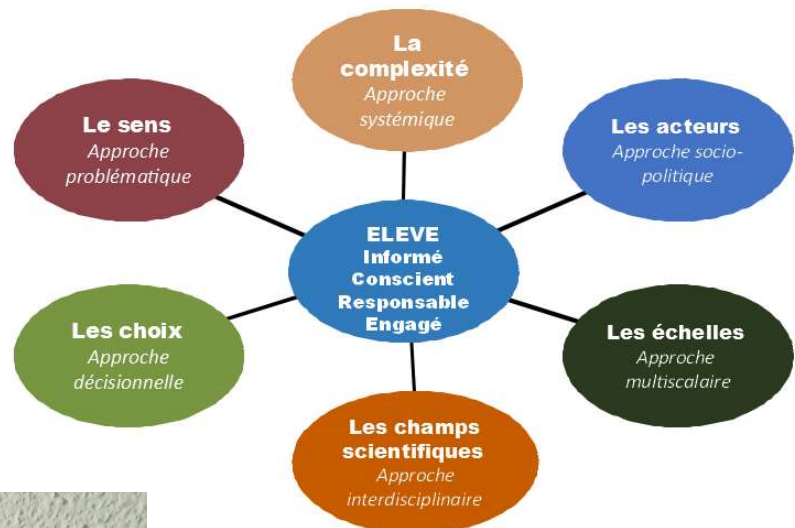 La
complexité
Approche
systémique
Le sens
Approche
problématique
Les acteurs
Approche socio-
politique
ELEVE
Informé
Conscient
Responsable
Engagé
Les choix
Approche
décisionnelle
Les échelles
Approche
multiscalaire
Les champs
scientifiques
Approche
interdisciplinaire